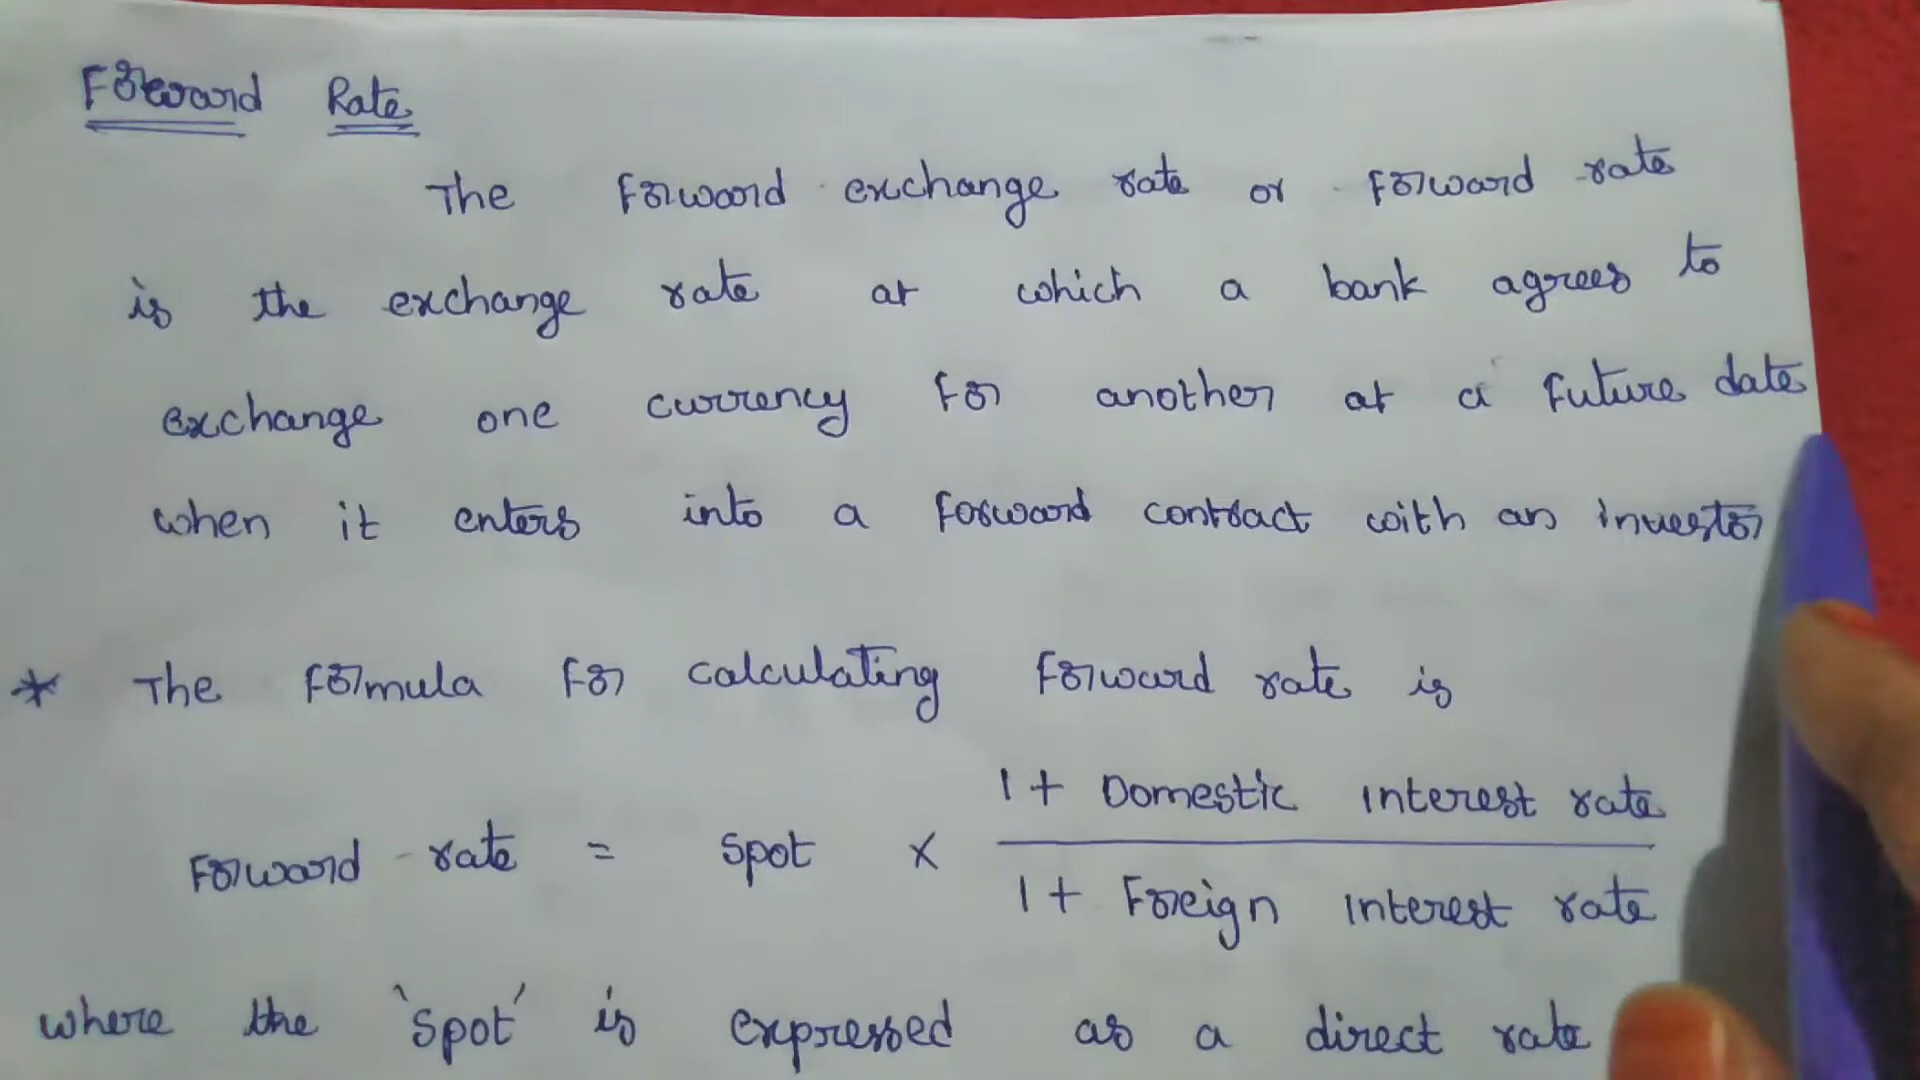 Forward Rate
The Forward exchange rate or Forward rate
is the exchange rate at which a bank agrees to
exchange one currency for another at a future date
when it enters into a forward contract with an investor
* The formula for calculating forward rate is
Forward rate = spot × 1 + Domestic interest rate
1 + Foreign interest rate
where the 'spot' is expressed as a direct rate